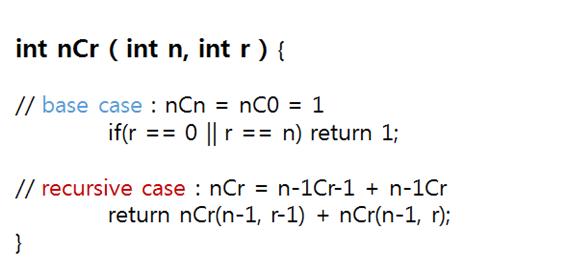 int nCr ( int n, int r ) {
// base case : nCn = nC0 = 1
if(r == 0 || r == n) return 1;
// recursive case : nCr = n-1Cr-1 + n-1Cr
return nCr(n-1, r-1) + nCr(n-1, r);
}